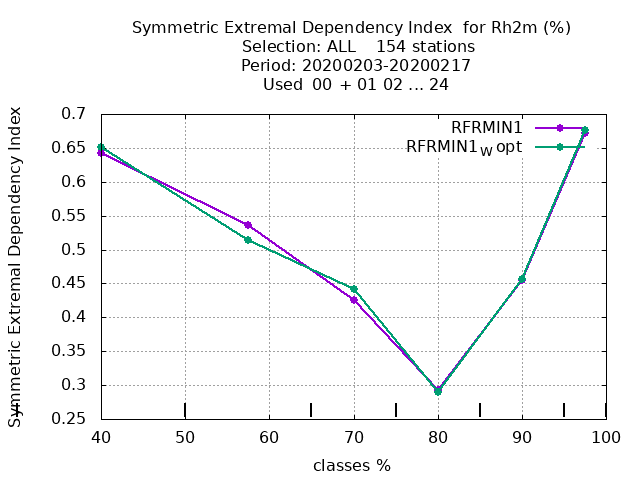 Symmetric Extremal Dependency Index for Rh2m (%)
Selection: ALL 154 stations
Period: 20200203-20200217
Used 00 + 01 02 ... 24
Symmetric Extremal Dependency Index
0.7
0.65
0.6
0.55
0.5
0.45
0.4
0.35
0.3
0.25
RFRMIN1
RFRMIN1W opt
40 50 60 70 80 90 100
classes %